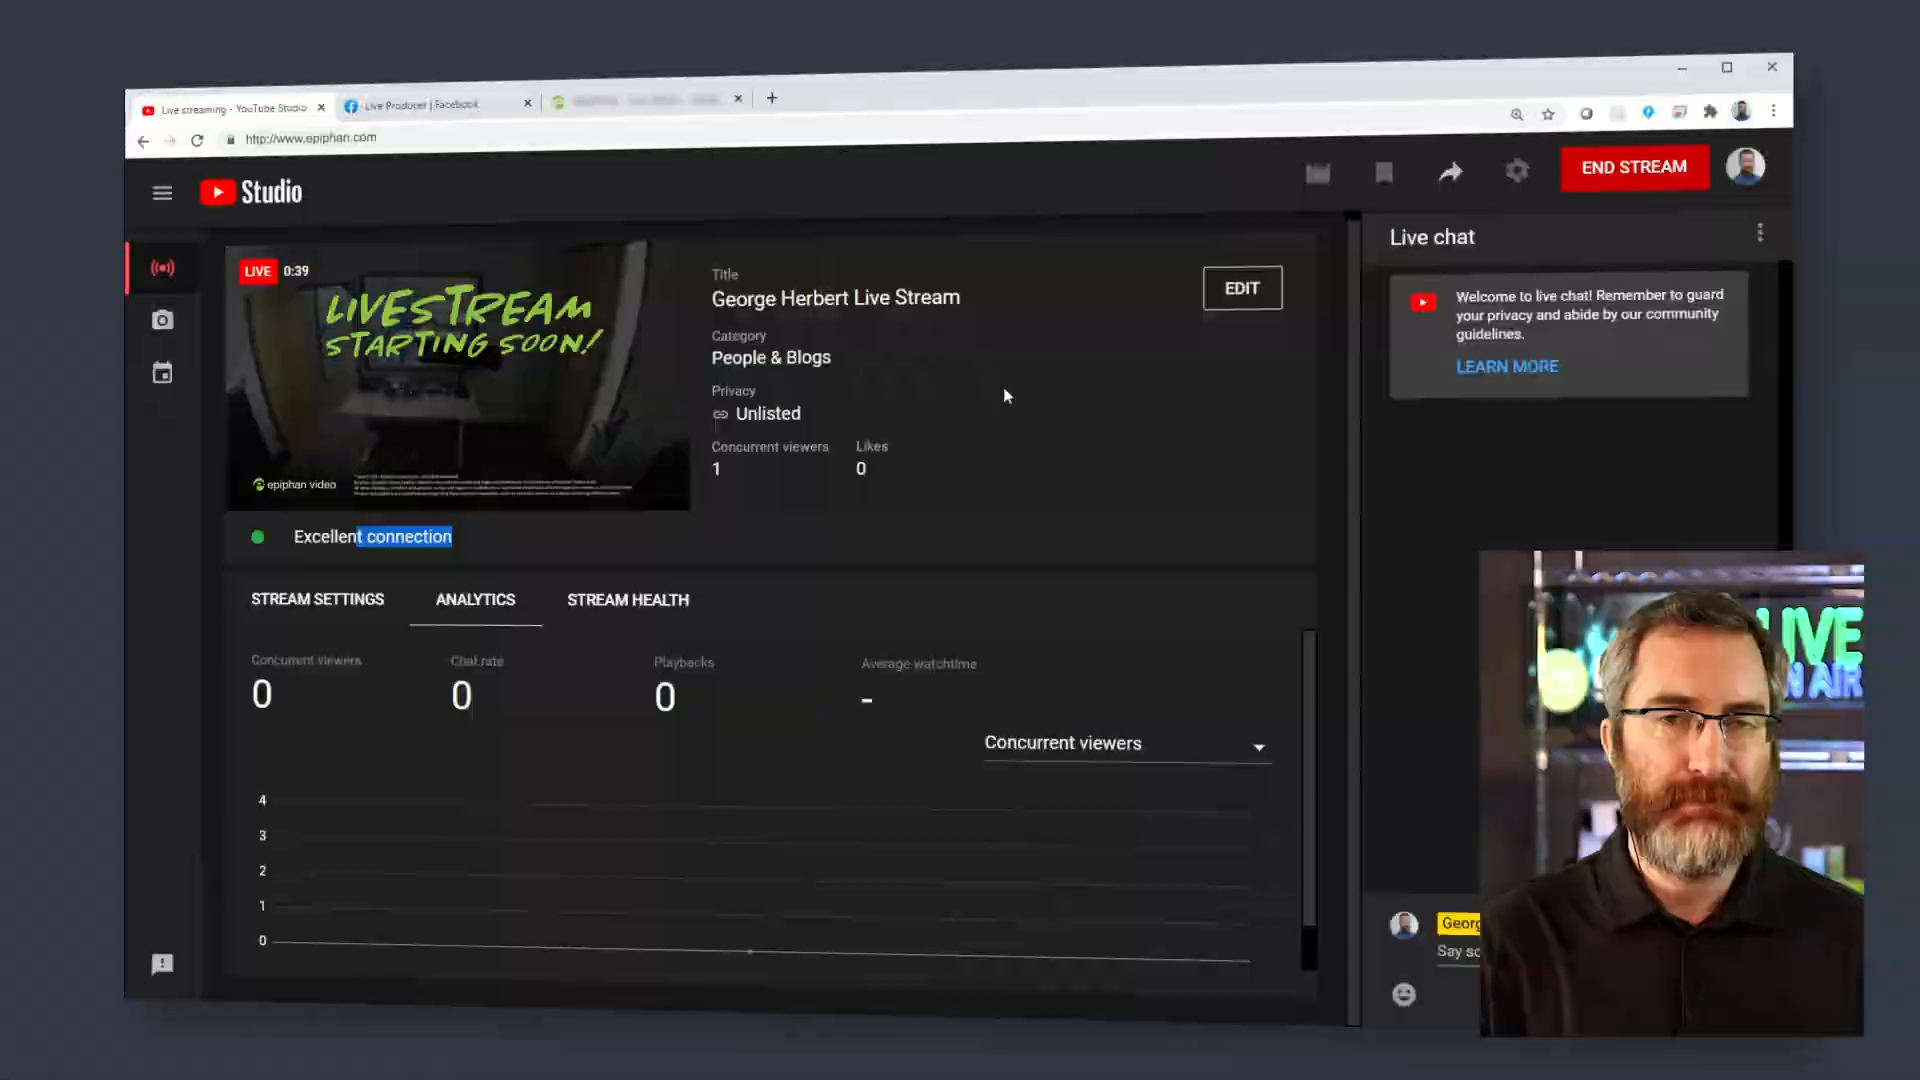 Live streaming - YouTube Studio
Live Producer | Facebook
http://www.epiphan.com
Studio
END STREAM
LIVE 0:39
LIVESTREAM
STARTING SOON!
epiphan video
Title
George Herbert Live Stream
EDIT
Category
People & Blogs
Privacy
Unlisted
Concurrent viewers
Likes
1
0
Excellent connection
STREAM SETTINGS
ANALYTICS
STREAM HEALTH
Concurrent viewers
Chat rate
Playbacks
Average watchtime
0
0
0
-
Concurrent viewers
4
3
2
1
0
Live chat
Welcome to live chat! Remember to guard
your privacy and abide by our community
guidelines.
LEARN MORE
Georg
Say so
LIVE
N AIR